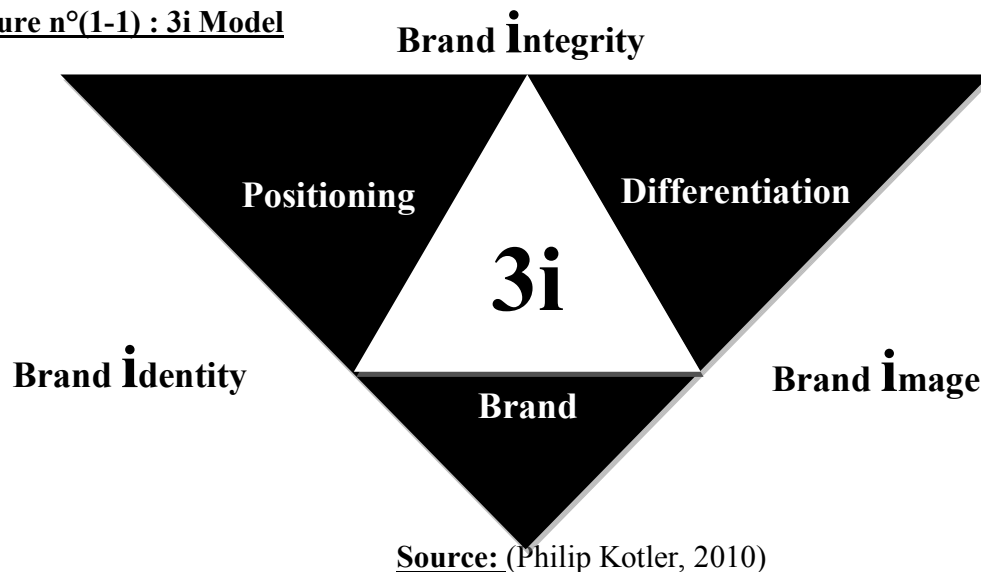 ure n°(1-1) : 3i Model
Brand integrity
Positioning
Differentiation
3i
Brand identity
Brand image
Brand
Source: (Philip Kotler, 2010)